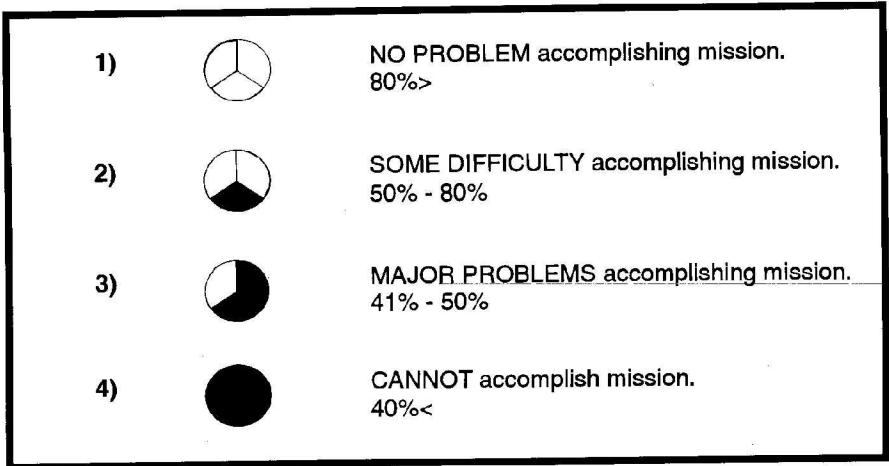 1) NO PROBLEM accomplishing mission.
80%>
2) SOME DIFFICULTY accomplishing mission.
50% - 80%
3) MAJOR PROBLEMS accomplishing mission.
41% - 50%
4) CANNOT accomplish mission.
40%<